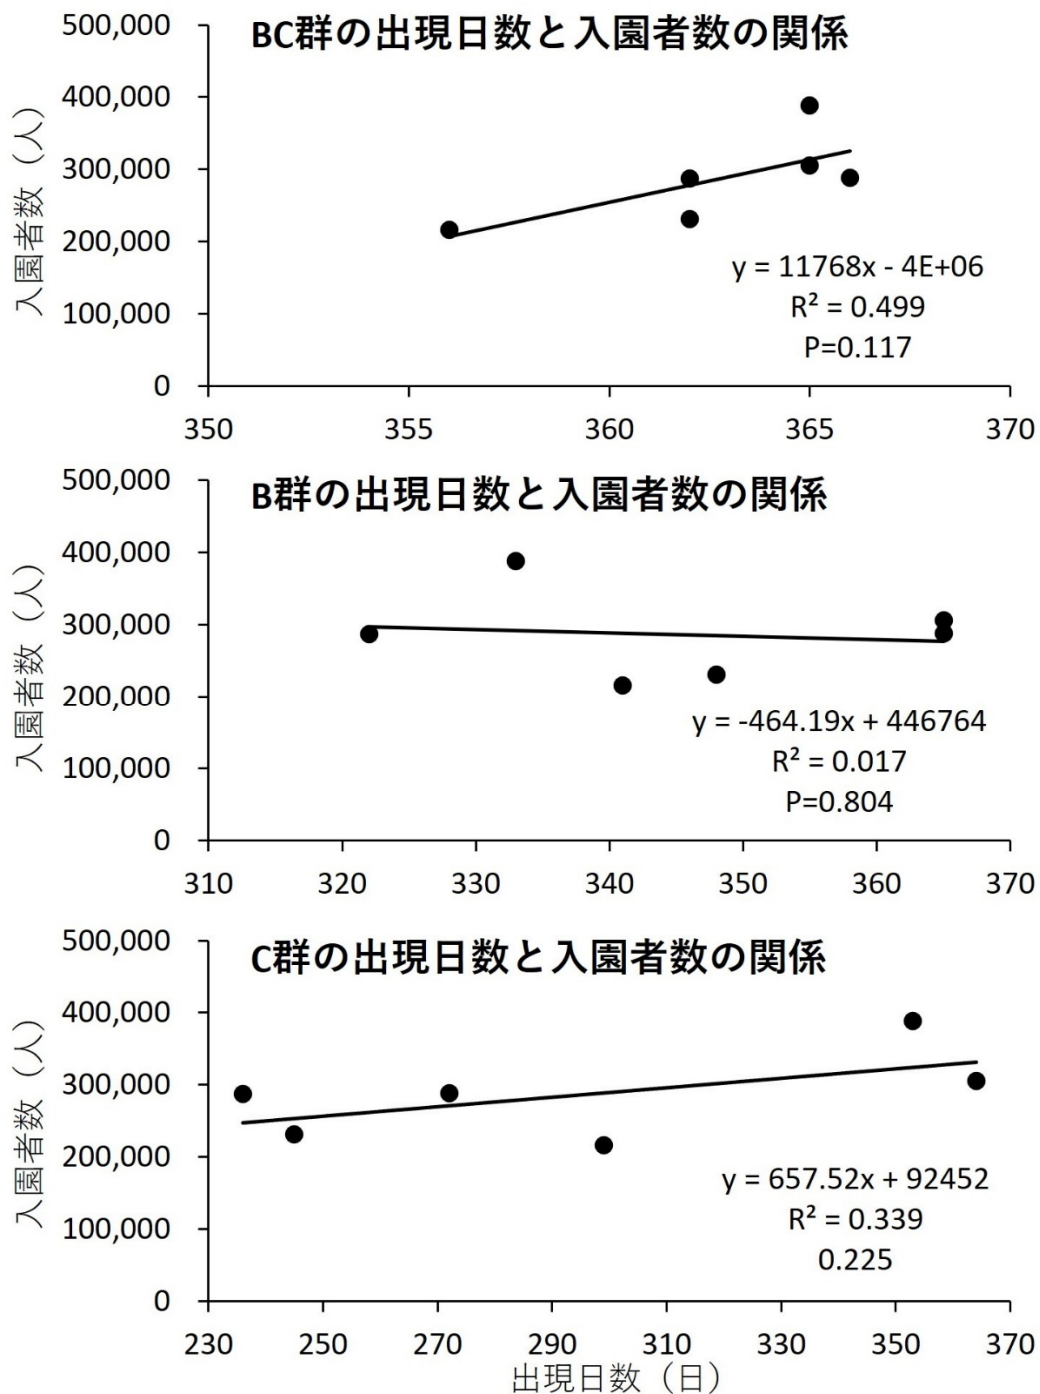 BC群の出現日数と入園者数の関係
入園者数（人）
500,000
400,000
300,000
200,000
100,000
0
350 355 360 365 370
y = 11768x - 4E+06
R² = 0.499
P=0.117
B群の出現日数と入園者数の関係
入園者数（人）
500,000
400,000
300,000
200,000
100,000
0
310 320 330 340 350 360 370
y = -464.19x + 446764
R² = 0.017
P=0.804
C群の出現日数と入園者数の関係
入園者数（人）
500,000
400,000
300,000
200,000
100,000
0
230 250 270 290 310 330 350 370
y = 657.52x + 92452
R² = 0.339
0.225
出現日数（日）